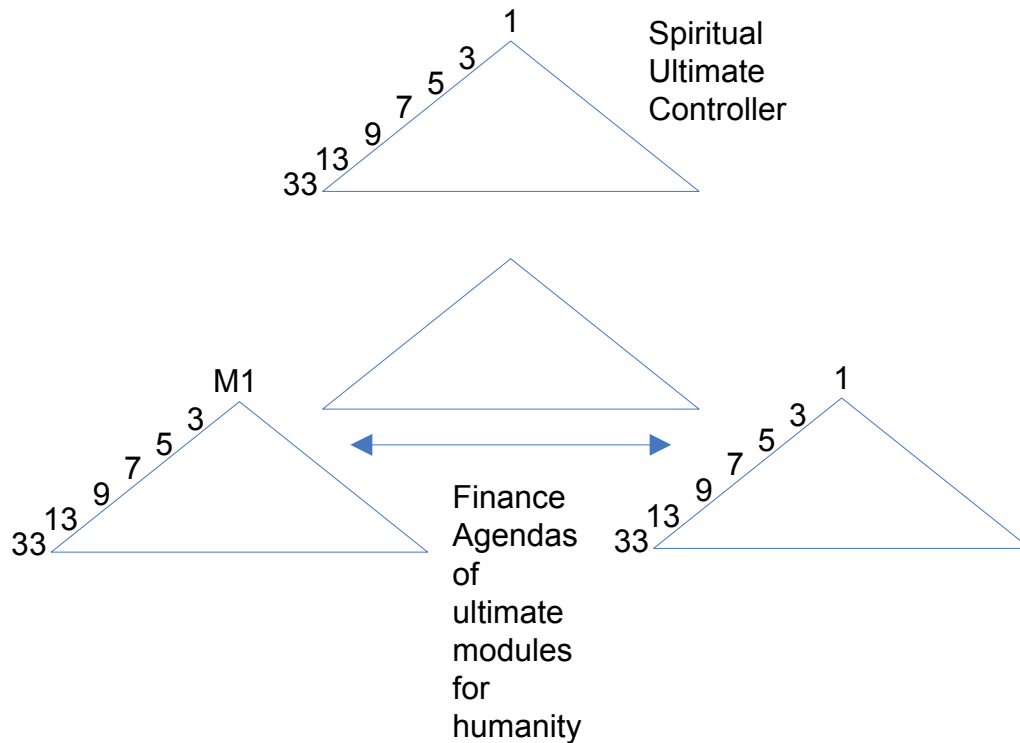 1
Spiritual
Ultimate
Controller
3
5
7
9
13
33
M1
3
5
7
9
13
33
1
3
5
7
9
13
33
Finance
Agendas
of
ultimate
modules
for
humanity